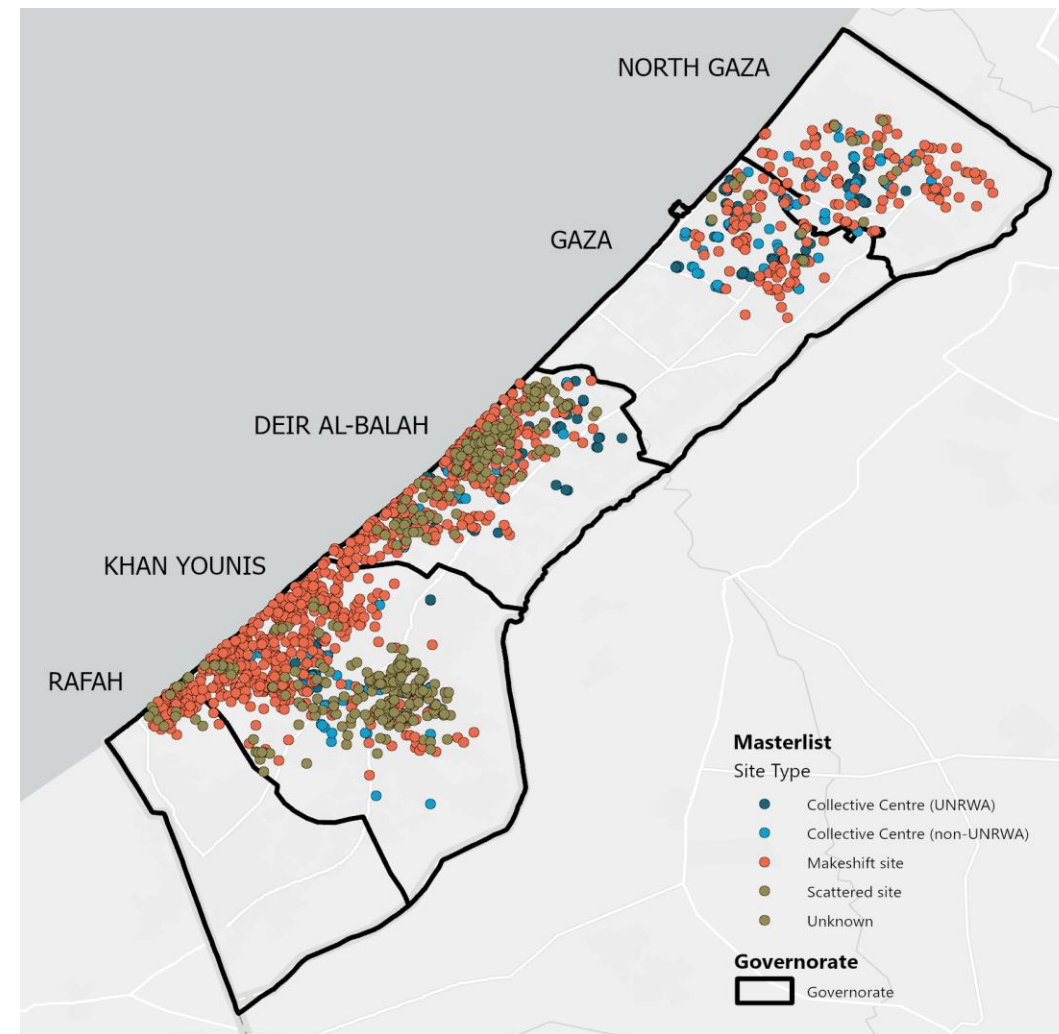 NORTH GAZA
GAZA
DEIR AL-BALAH
KHAN YOUNIS
RAFAH
Masterlist
Site Type
Collective Centre (UNRWA)
Collective Centre (non-UNRWA)
Makeshift site
Scattered site
Unknown
Governorate
Governorate